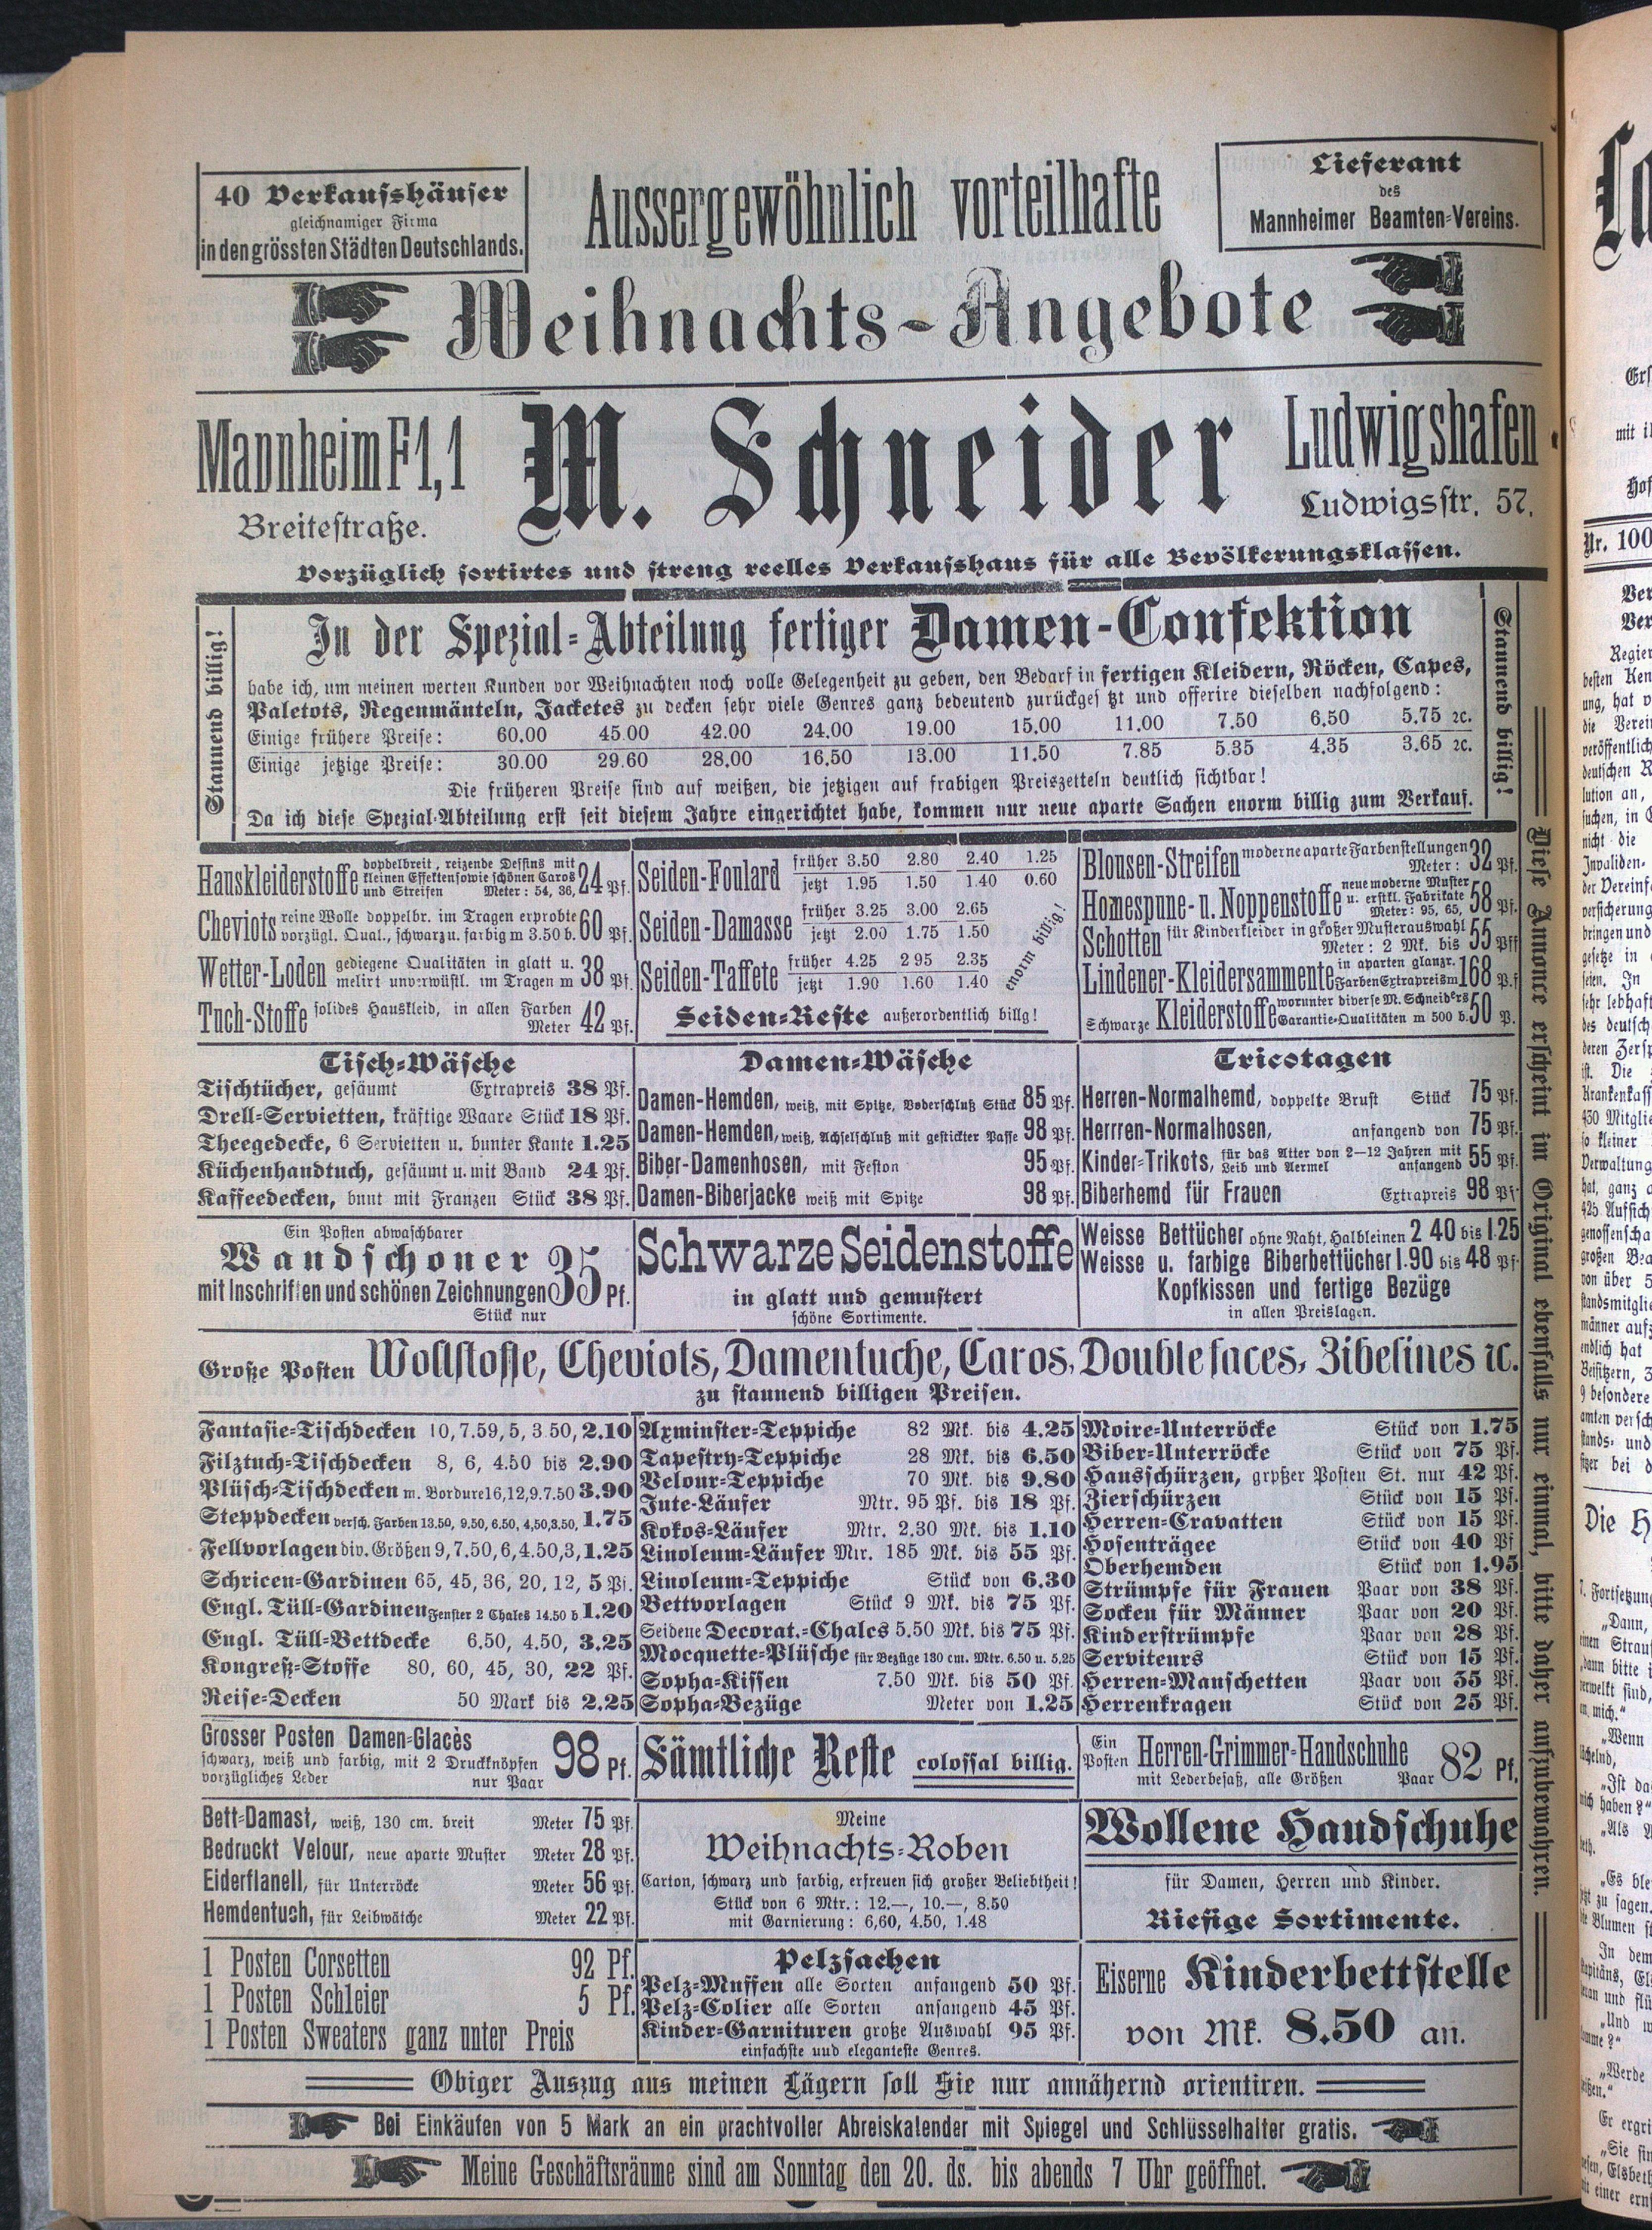 40 Verkaufshäuser
gleichnamiger Firma
in den grössten Städten Deutschlands.
Aussergewöhnlich vorteilhafte
Lieferant
des
Mannheimer Beamten-Vereins.
Weihnachts-Angebote
Mannheim F 1, 1
Breitestraße.
M. Schneider
Ludwigshafen
Ludwigsstr. 57.
Vorzüglich sortirtes und streng reelles Verkaufshaus für alle Bevölkerungsklassen.
Staunend billig!
In der Spezial-Abteilung fertiger Damen-Confektion
habe ich, um meinen werten Kunden vor Weihnachten noch volle Gelegenheit zu geben, den Bedarf in fertigen Kleidern, Röcken, Capes,
Paletots, Regenmänteln, Jacketes zu decken sehr viele Genres ganz bedeutend zurückges tzt und offerire dieselben nachfolgend:
Einige frühere Preise: 60.00 45.00 42.00 24.00 19.00 15.00 11.00 7.50 6.50 5.75 ꝛc.
Einige jetzige Preise: 30.00 29.60 28.00 16.50 13.00 11.50 7.85 5.35 4.35 3.65 ꝛc.
Die früheren Preise sind auf weißen, die jetzigen auf frabigen Preiszetteln deutlich sichtbar!
Da ich diese Spezial-Abteilung erst seit diesem Jahre eingerichtet habe, kommen nur neue aparte Sachen enorm billig zum Verkauf.
Staunend billig!
Hauskleiderstoffe doppelbreit, reizende Dessins mit
kleinen Effekten sowie schönen Caros
und Streifen Meter: 54, 36, 24 Pf.
Cheviots reine Wolle doppelbr. im Tragen erprobte
vorzügl. Qual., schwarz u. farbig m 3.50 b. 60 Pf.
Wetter-Loden gediegene Qualitäten in glatt u.
melirt unverwüstl. im Tragen m 38 Pf.
Tuch-Stoffe solides Hauskleid, in allen Farben
Meter 42 Pf.
Seiden-Foulard früher 3.50 2.80 2.40 1.25
jetzt 1.95 1.50 1.40 0.60
Seiden-Damasse früher 3.25 3.00 2.65
jetzt 2.00 1.75 1.50
Seiden-Taffete früher 4.25 2 95 2.35
jetzt 1.90 1.60 1.40
enorm billig!
Seiden-Reste außerordentlich billg!
Blousen-Streifen moderne aparte Farbenstellungen
Meter: 32 Pf.
Homespune- u. Noppenstoffe neue moderne Muster
u. erstkl. Fabrikate
Meter: 95, 65, 58 Pf.
Schotten für Kinderkleider in großer Musterauswahl
Meter: 2 Mk. bis 55 Pff
Lindener-Kleidersammente in aparten glanzr.
Farben Extrapreis m 168 P.f
Schwarze Kleiderstoffe worunter diverse M. Schneiders
Garantie-Qualitäten m 500 b. 50 P.
Tisch-Wäsche
Tischtücher, gesäumt Extrapreis 38 Pf.
Drell-Servietten, kräftige Waare Stück 18 Pf.
Theegedecke, 6 Servietten u. bunter Kante 1.25
Küchenhandtuch, gesäumt u. mit Band 24 Pf.
Kaffeedecken, bunt mit Franzen Stück 38 Pf.
Damen-Wäsche
Damen-Hemden, weiß, mit Spitze, Voderschluß Stück 85 Pf.
Damen-Hemden, weiß, Achselschluß mit gestickter Passe 98 Pf.
Biber-Damenhosen, mit Feston 95 Pf.
Damen-Biberjacke weiß mit Spitze 98 Pf.
Tricotagen
Herren-Normalhemd, doppelte Brust Stück 75 Pf.
Herrren-Normalhosen, anfangend von 75 Pf.
Kinder-Trikots, für das Alter von 2—12 Jahren mit
Leib und Aermel anfangend 55 Pf.
Biberhemd für Frauen Extrapreis 98 Pf.
Ein Posten abwaschbarer
Wandschoner
mit Inschriften und schönen Zeichnungen 35 Pf.
Stück nur
Schwarze Seidenstoffe
in glatt und gemustert
schöne Sortimente.
Weisse Bettücher ohne Naht, Halbleinen 2 40 bis 1.25
Weisse u. farbige Biberbettücher 1.90 bis 48 Pf.
Kopfkissen und fertige Bezüge
in allen Preislagen.
Große Posten Wollstoffe, Cheviots, Damentuche, Caros, Doublefaces, Zibelines ꝛc.
zu staunend billigen Preisen.
Fantasie-Tischdecken 10, 7.59, 5, 3.50, 2.10
Filztuch-Tischdecken 8, 6, 4.50 bis 2.90
Plüsch-Tischdecken m. Bordure 16, 12, 9.7.50 3.90
Steppdecken versch. Farben 13.50, 9.50, 6.50, 4,50,3.50, 1.75
Fellvorlagen div. Größen 9, 7.50, 6, 4.50, 3, 1.25
Schricen-Gardinen 65, 45, 36, 20, 12, 5 Pf.
Engl. Tüll-Gardinen Fenster 2 Chales 14.50 b 1.20
Engl. Tüll-Bettdecke 6.50, 4.50, 3.25
Kongreß-Stoffe 80, 60, 45, 30, 22 Pf.
Reise-Decken 50 Mark bis 2.25
Axminster-Teppiche 82 Mk. bis 4.25
Tapestry-Teppiche 28 Mk. bis 6.50
Velour-Teppiche 70 Mk. bis 9.80
Jute-Läufer Mtr. 95 Pf. bis 18 Pf.
Kokos-Läufer Mtr. 2.30 Mk. bis 1.10
Linoleum-Läufer Mtr. 185 Mk. bis 55 Pf.
Linoleum-Teppiche Stück von 6.30
Bettvorlagen Stück 9 Mk. bis 75 Pf.
Seidene Decorat.-Chales 5.50 Mk. bis 75 Pf.
Mocquette-Plüsche für Bezüge 130 cm. Mtr. 6.50 u. 5.25
Sopha-Kissen 7.50 Mk. bis 50 Pf.
Sopha-Bezüge Meter von 1.25
Moire-Unterröcke Stück von 1.75
Biber-Unterröcke Stück von 75 Pf.
Hausschürzen, großer Posten St. nur 42 Pf.
Zierschürzen Stück von 15 Pf.
Herren-Cravatten Stück von 15 Pf.
Hosenträgee Stück von 40 Pf
Oberhemden Stück von 1.95
Strümpfe für Frauen Paar von 38 Pf.
Socken für Männer Paar von 20 Pf.
Kinderstrümpfe Paar von 28 Pf.
Serviteurs Stück von 15 Pf.
Herren-Manschetten Paar von 35 Pf.
Herrenkragen Stück von 25 Pf.
Grosser Posten Damen-Glacès
schwarz, weiß und farbig, mit 2 Druckknöpfen
vorzügliches Leder nur Paar 98 Pf.
Sämtliche Reste colossal billig.
Ein
Posten Herren-Grimmer-Handschuhe
mit Lederbesaß, alle Größen Paar 82 Pf.
Bett-Damast, weiß, 130 cm. breit Meter 75 Pf.
Bedruckt Velour, neue aparte Muster Meter 28 Pf.
Eiderflanell, für Unterröcke Meter 56 Pf.
Hemdentuch, für Leibwäsche Meter 22 Pf.
Meine
Weihnachts-Roben
Carton, schwarz und farbig, erfreuen sich großer Beliebtheit!
Stück von 6 Mtr.: 12.—, 10.—, 8.50
mit Garnierung: 6,60, 4.50, 1.48
Wollene Handschuhe
für Damen, Herren und Kinder.
Riesige Sortimente.
1 Posten Corsetten 92 Pf.
1 Posten Schleier 5 Pf.
1 Posten Sweaters ganz unter Preis
Pelzsachen
Pelz-Muffen alle Sorten anfangend 50 Pf.
Pelz-Colier alle Sorten anfangend 45 Pf.
Kinder-Garnituren große Auswahl 95 Pf.
einfachste und eleganteste Genres.
Eiserne Kinderbettstelle
von Mk. 8.50 an.
Diese Annonce erscheint im Original ebenfalls nur einmal, bitte daher aufzubewahren.
Obiger Auszug aus meinen Lägern soll Sie nur annähernd orientiren.
Bei Einkäufen von 5 Mark an ein prachtvoller Abreiskalender mit Spiegel und Schlüsselhalter gratis.
Meine Geschäftsräume sind am Sonntag den 20. ds. bis abends 7 Uhr geöffnet.
Nr. 100